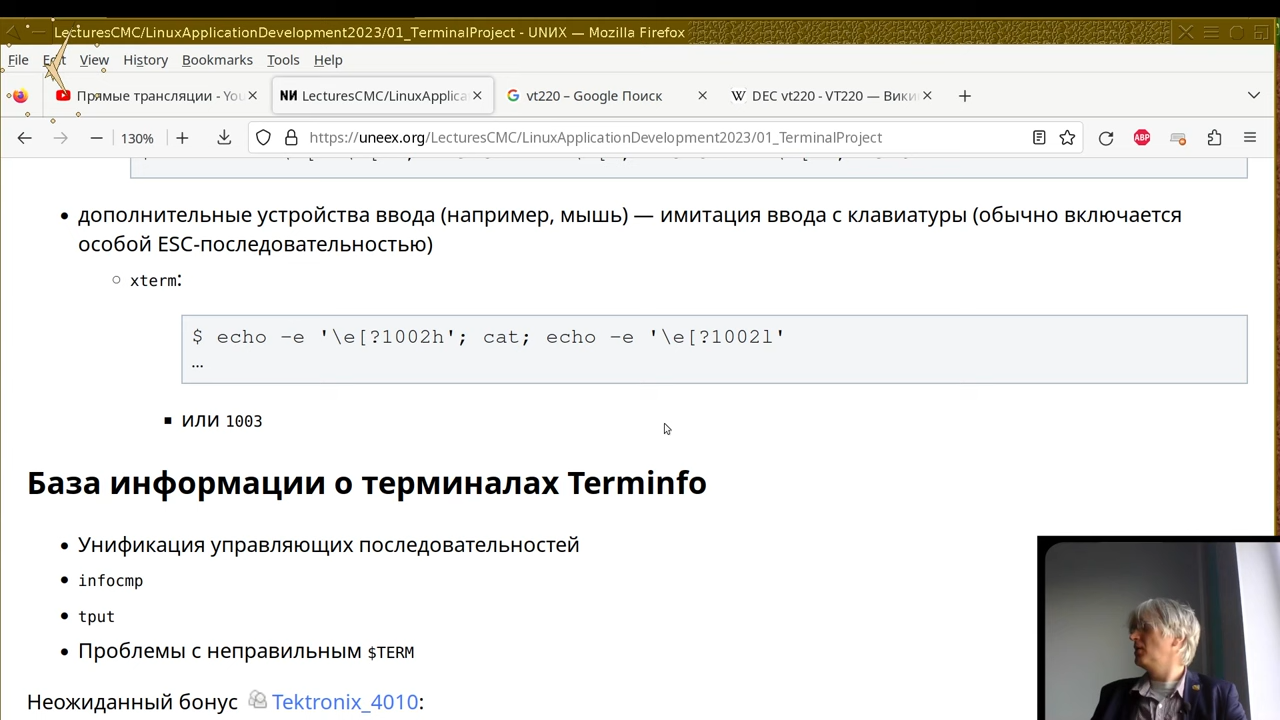 LecturesCMC/LinuxApplicationDevelopment2023/01_TerminalProject - UNИX — Mozilla Firefox
File Edit View History Bookmarks Tools Help
Прямые трансляции - You
NИ LecturesCMC/LinuxApplica
G vt220 – Google Поиск
W DEC vt220 - VT220 — Вики
130%
https://uneex.org/LecturesCMC/LinuxApplicationDevelopment2023/01_TerminalProject
ABP
дополнительные устройства ввода (например, мышь) — имитация ввода с клавиатуры (обычно включается
особой ESC-последовательностью)
xterm:
$ echo -e '\e[?1002h'; cat; echo -e '\e[?1002l'
…
или 1003
База информации о терминалах Terminfo
Унификация управляющих последовательностей
infocmp
tput
Проблемы с неправильным $TERM
Неожиданный бонус Tektronix_4010: